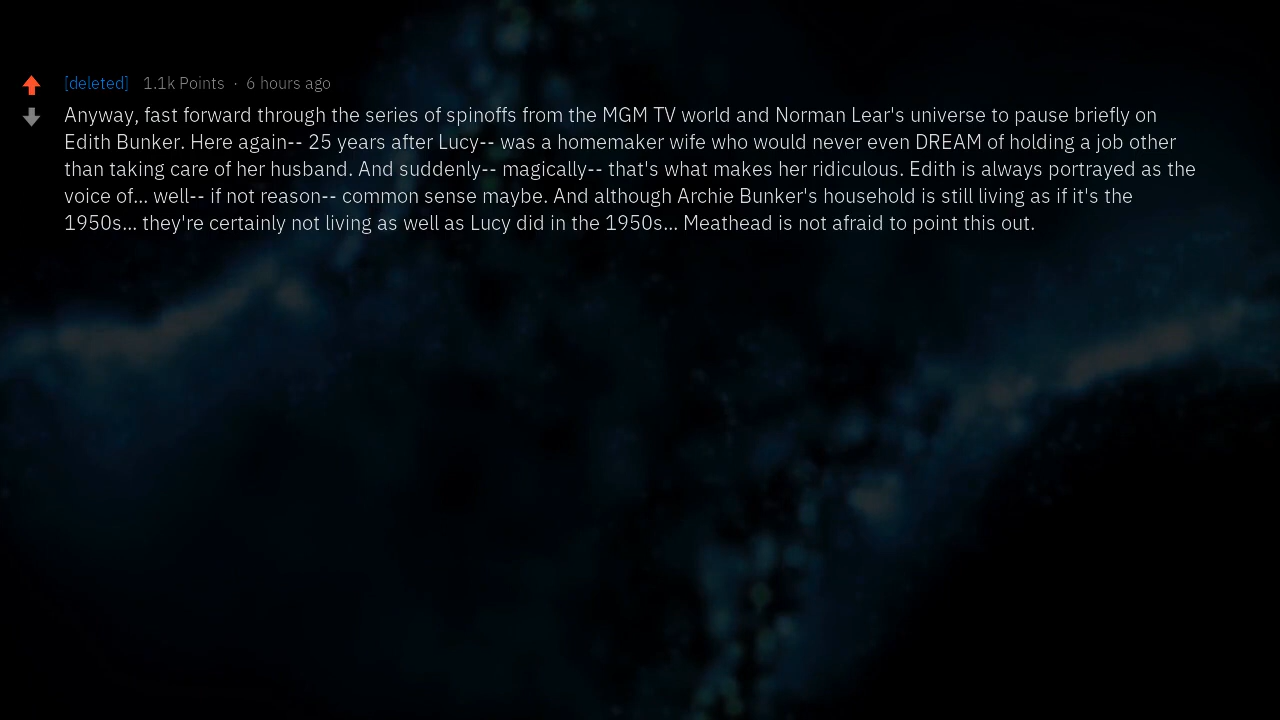 [deleted] 1.1k Points · 6 hours ago
Anyway, fast forward through the series of spinoffs from the MGM TV world and Norman Lear's universe to pause briefly on
Edith Bunker. Here again-- 25 years after Lucy-- was a homemaker wife who would never even DREAM of holding a job other
than taking care of her husband. And suddenly-- magically-- that's what makes her ridiculous. Edith is always portrayed as the
voice of... well-- if not reason-- common sense maybe. And although Archie Bunker's household is still living as if it's the
1950s... they're certainly not living as well as Lucy did in the 1950s... Meathead is not afraid to point this out.